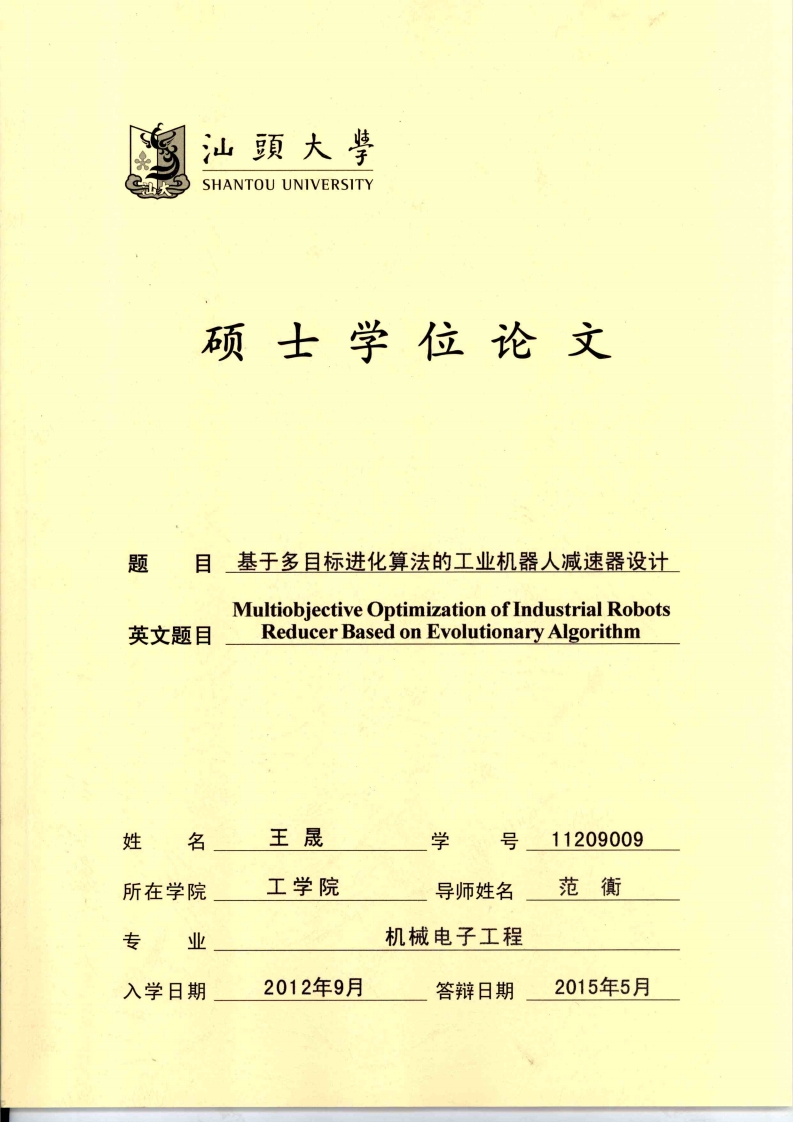 汕頭大學
SHANTOU UNIVERSITY
汕大
硕士学位论文
题 目 基于多目标进化算法的工业机器人减速器设计
Multiobjective Optimization of Industrial Robots
英文题目 Reducer Based on Evolutionary Algorithm
姓 名 王晟 学 号 11209009
所在学院 工学院 导师姓名 范衠
专 业 机械电子工程
入学日期 2012年9月 答辩日期 2015年5月